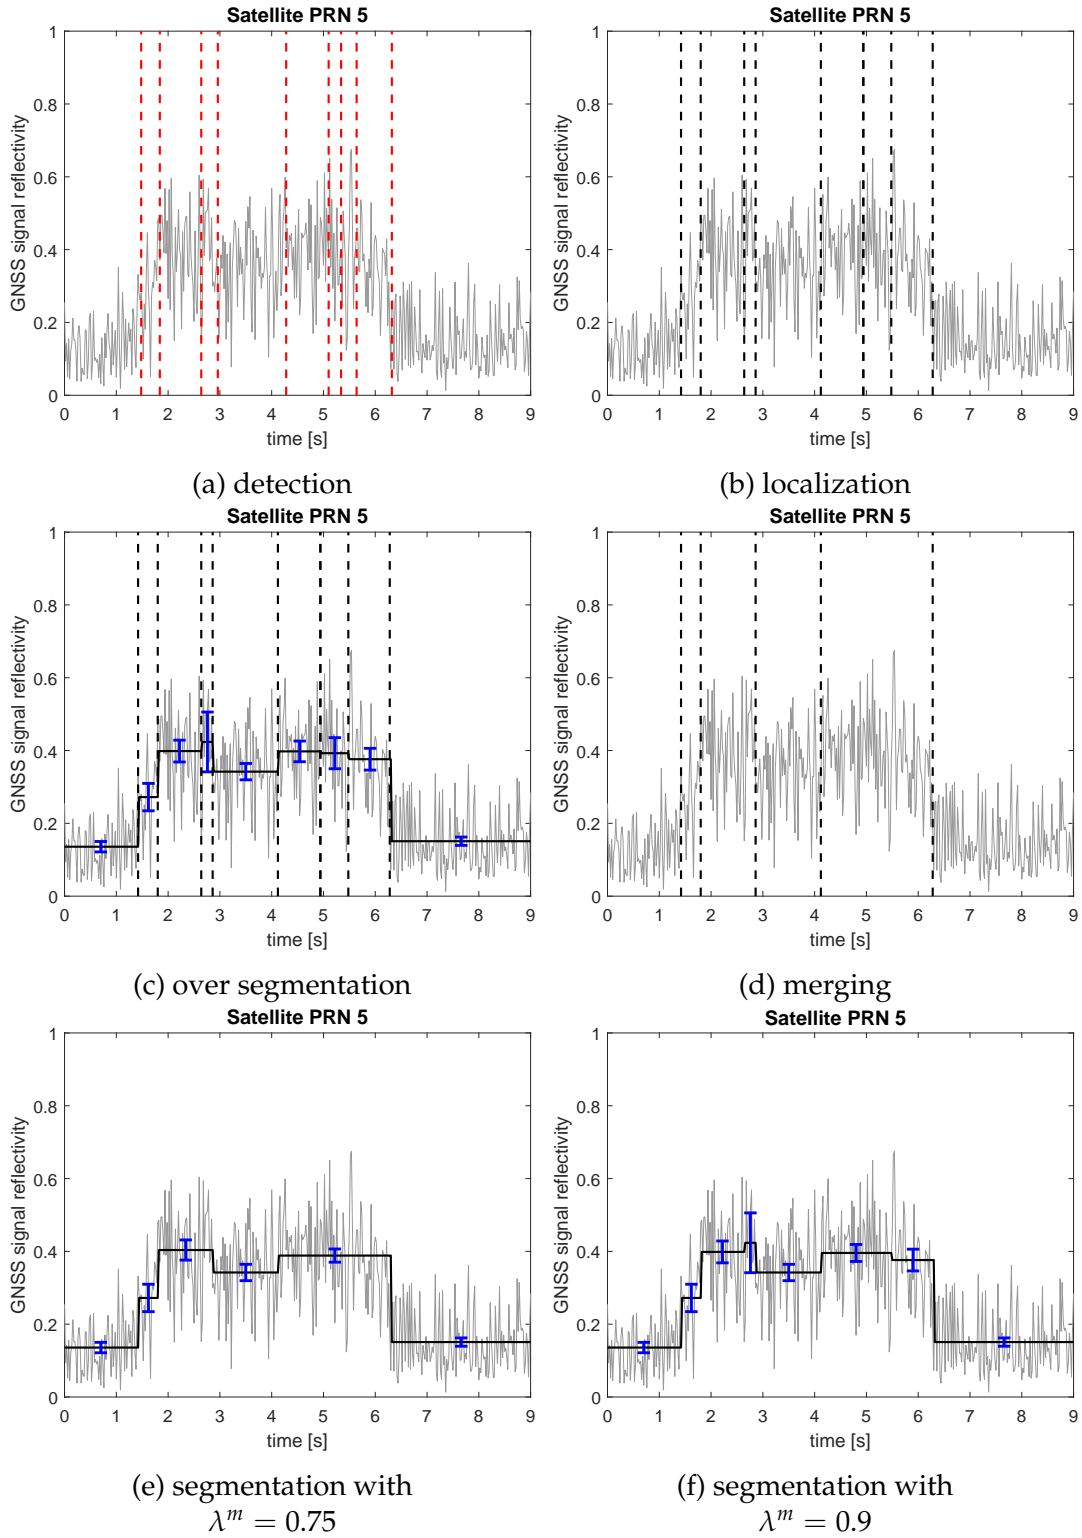 Satellite PRN 5
Satellite PRN 5
1
0.8
0.6
0.4
0.2
0
GNSS signal reflectivity
0 1 2 3 4 5 6 7 8 9
time [s]
1
0.8
0.6
0.4
0.2
0
GNSS signal reflectivity
0 1 2 3 4 5 6 7 8 9
time [s]
(a) detection
(b) localization
Satellite PRN 5
Satellite PRN 5
1
0.8
0.6
0.4
0.2
0
GNSS signal reflectivity
0 1 2 3 4 5 6 7 8 9
time [s]
1
0.8
0.6
0.4
0.2
0
GNSS signal reflectivity
0 1 2 3 4 5 6 7 8 9
time [s]
(c) over segmentation
(d) merging
Satellite PRN 5
Satellite PRN 5
1
0.8
0.6
0.4
0.2
0
GNSS signal reflectivity
0 1 2 3 4 5 6 7 8 9
time [s]
1
0.8
0.6
0.4
0.2
0
GNSS signal reflectivity
0 1 2 3 4 5 6 7 8 9
time [s]
(e) segmentation with
λ^m = 0.75
(f) segmentation with
λ^m = 0.9